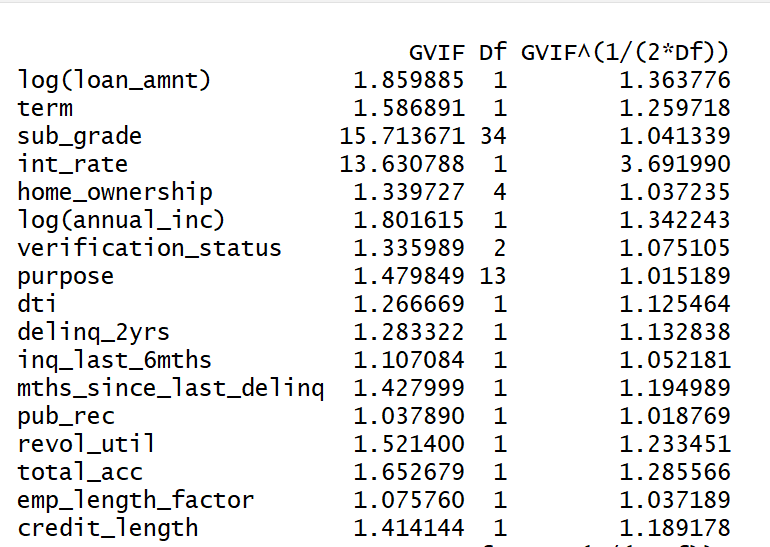 GVIF Df GVIF^(1/(2*Df))
log(loan_amnt) 1.859885 1 1.363776
term 1.586891 1 1.259718
sub_grade 15.713671 34 1.041339
int_rate 13.630788 1 3.691990
home_ownership 1.339727 4 1.037235
log(annual_inc) 1.801615 1 1.342243
verification_status 1.335989 2 1.075105
purpose 1.479849 13 1.015189
dti 1.266669 1 1.125464
delinq_2yrs 1.283322 1 1.132838
inq_last_6mths 1.107084 1 1.052181
mths_since_last_delinq 1.427999 1 1.194989
pub_rec 1.037890 1 1.018769
revol_util 1.521400 1 1.233451
total_acc 1.652679 1 1.285566
emp_length_factor 1.075760 1 1.037189
credit_length 1.414144 1 1.189178